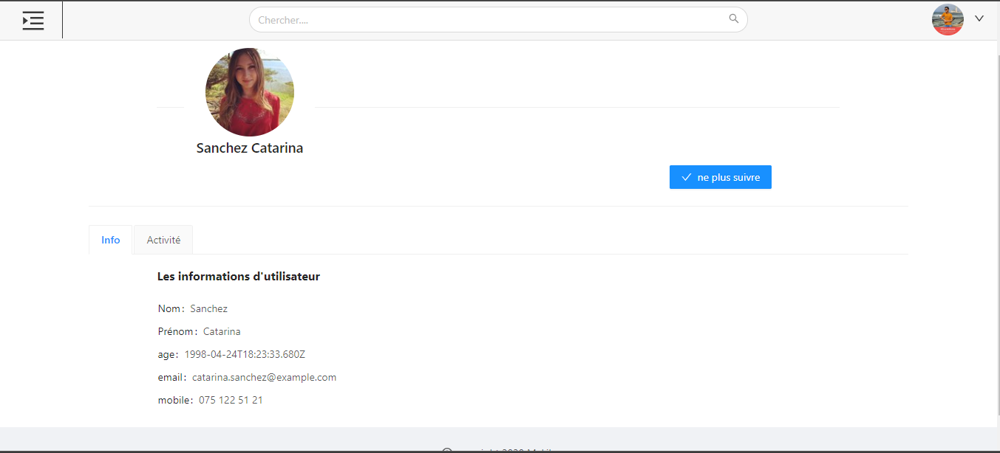 Chercher....
Sanchez Catarina
ne plus suivre
Info
Activité
Les informations d'utilisateur
Nom: Sanchez
Prénom: Catarina
age: 1998-04-24T18:23:33.680Z
email: catarina.sanchez@example.com
mobile: 075 122 51 21